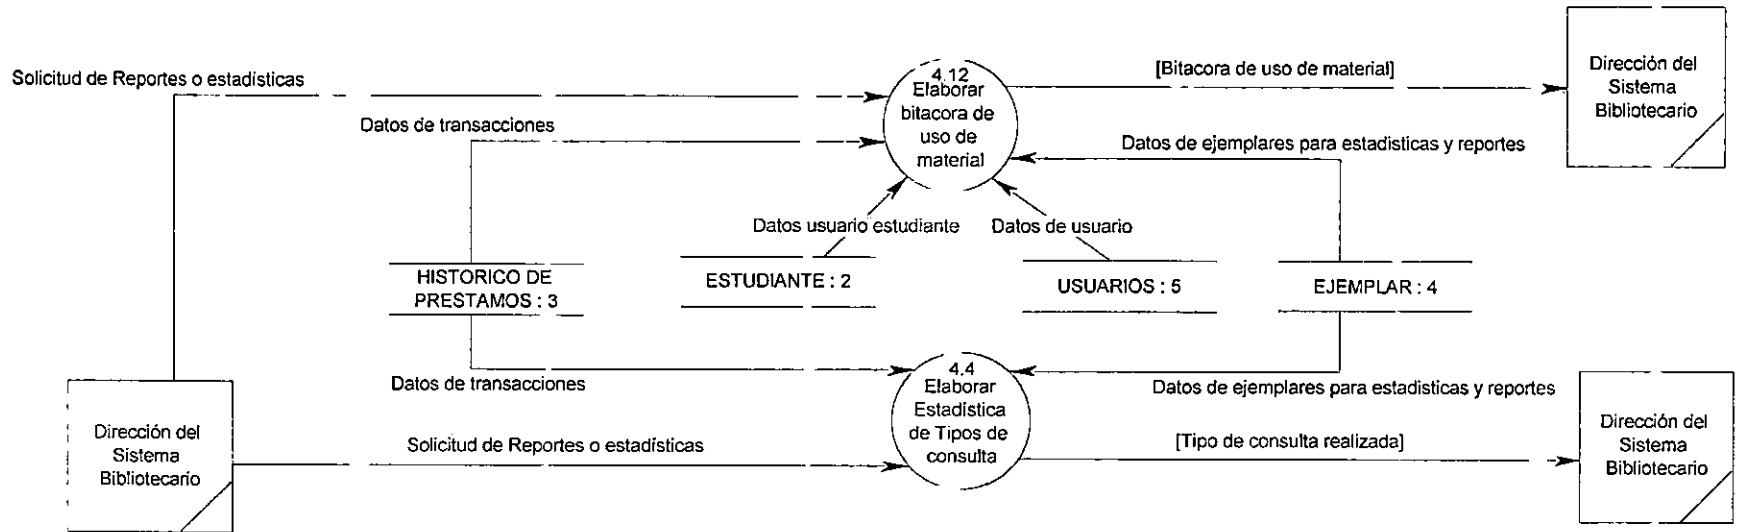 Solicitud de Reportes o estadísticas
4.12
Elaborar
bitacora de
uso de
material
[Bitacora de uso de material]
Dirección del
Sistema
Bibliotecario
Datos de transacciones
Datos de ejemplares para estadisticas y reportes
Datos usuario estudiante
Datos de usuario
HISTORICO DE
PRESTAMOS : 3
ESTUDIANTE : 2
USUARIOS : 5
EJEMPLAR : 4
Datos de transacciones
4.4
Elaborar
Estadística
de Tipos de
consulta
Datos de ejemplares para estadisticas y reportes
Dirección del
Sistema
Bibliotecario
Solicitud de Reportes o estadísticas
[Tipo de consulta realizada]
Dirección del
Sistema
Bibliotecario